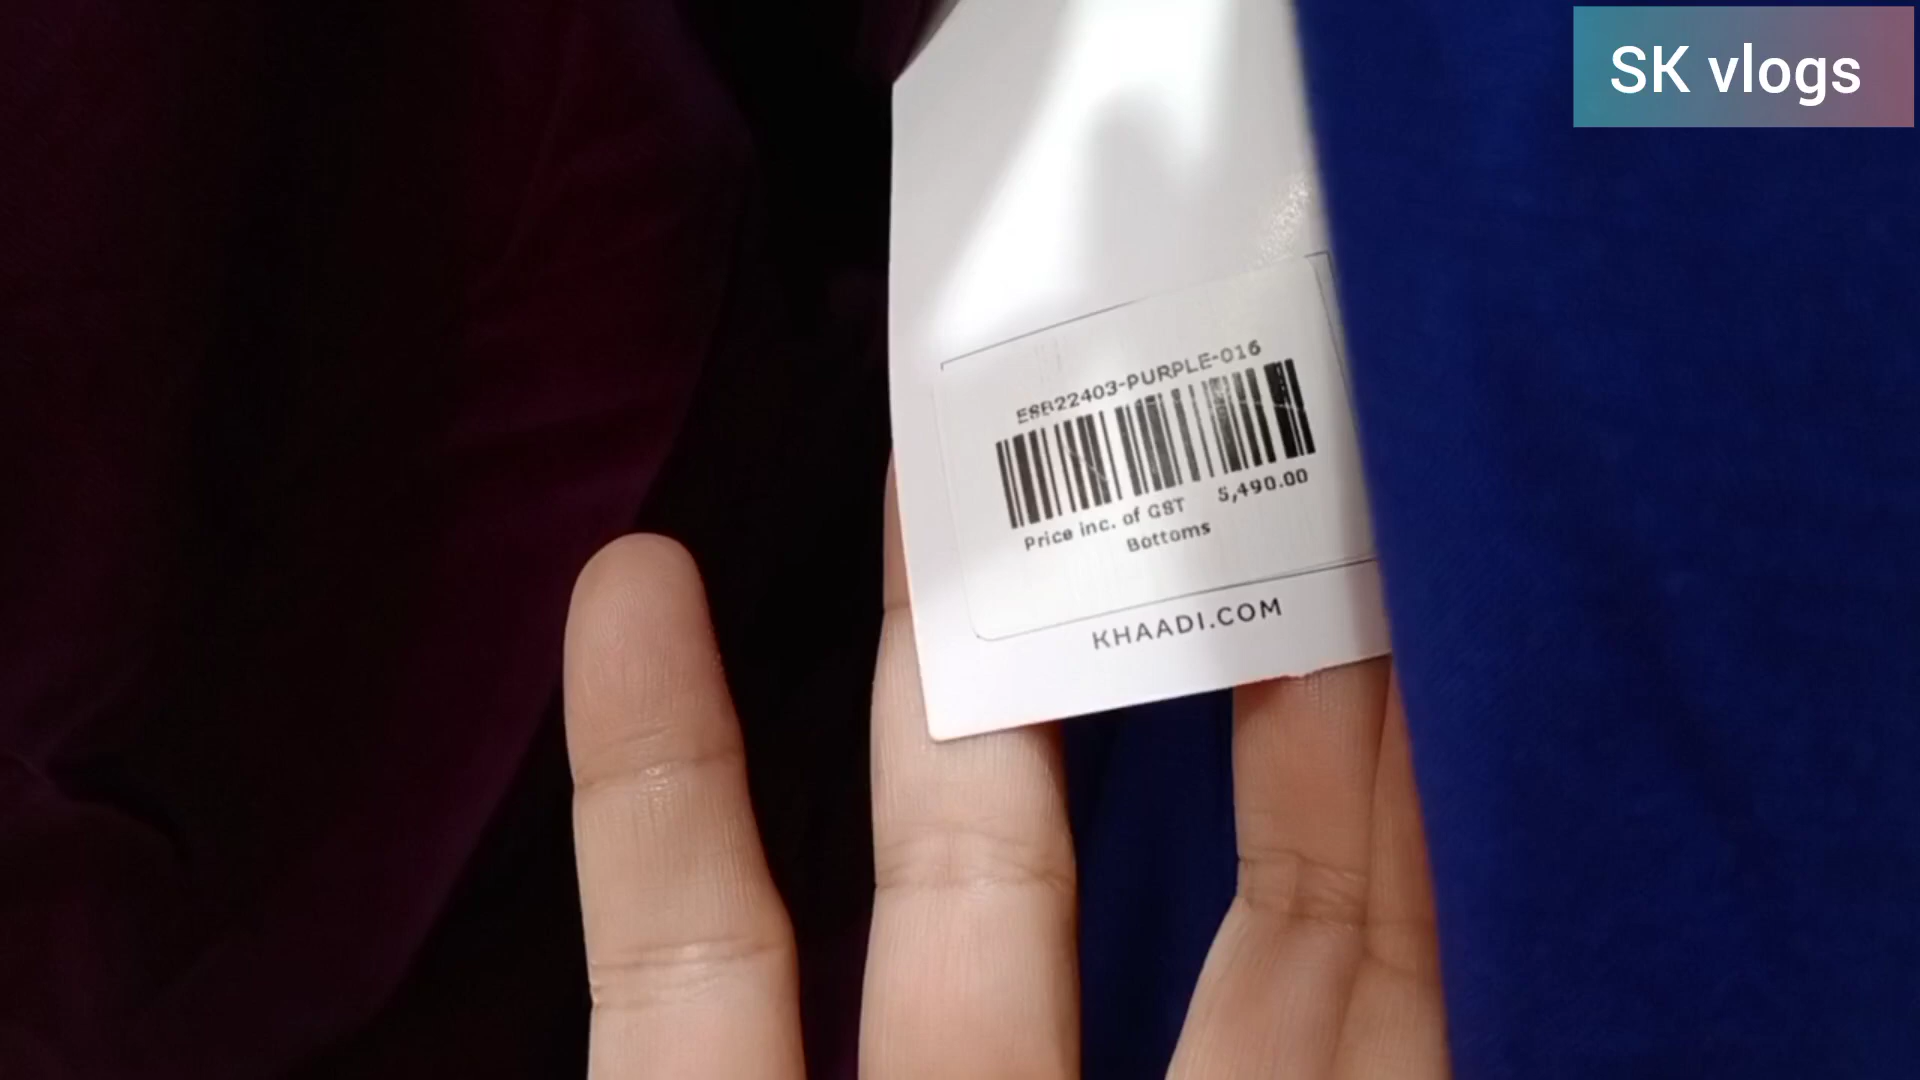 SK vlogs
ESB22403-PURPLE-016
Price inc. of GST 5,490.00
Bottoms
KHAADI.COM